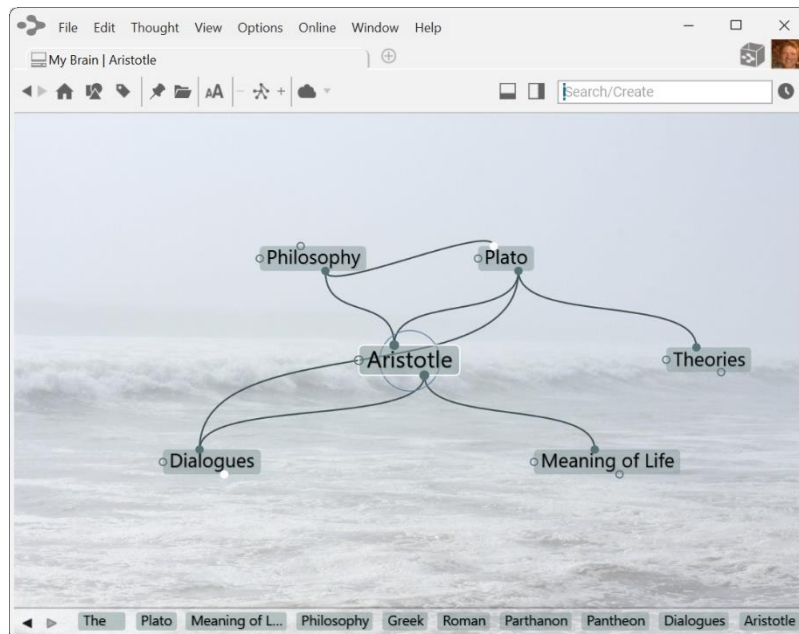 File Edit Thought View Options Online Window Help
My Brain | Aristotle
AA
Search/Create
Philosophy
Plato
Aristotle
Theories
Dialogues
Meaning of Life
The Plato Meaning of L... Philosophy Greek Roman Parthanon Pantheon Dialogues Aristotle